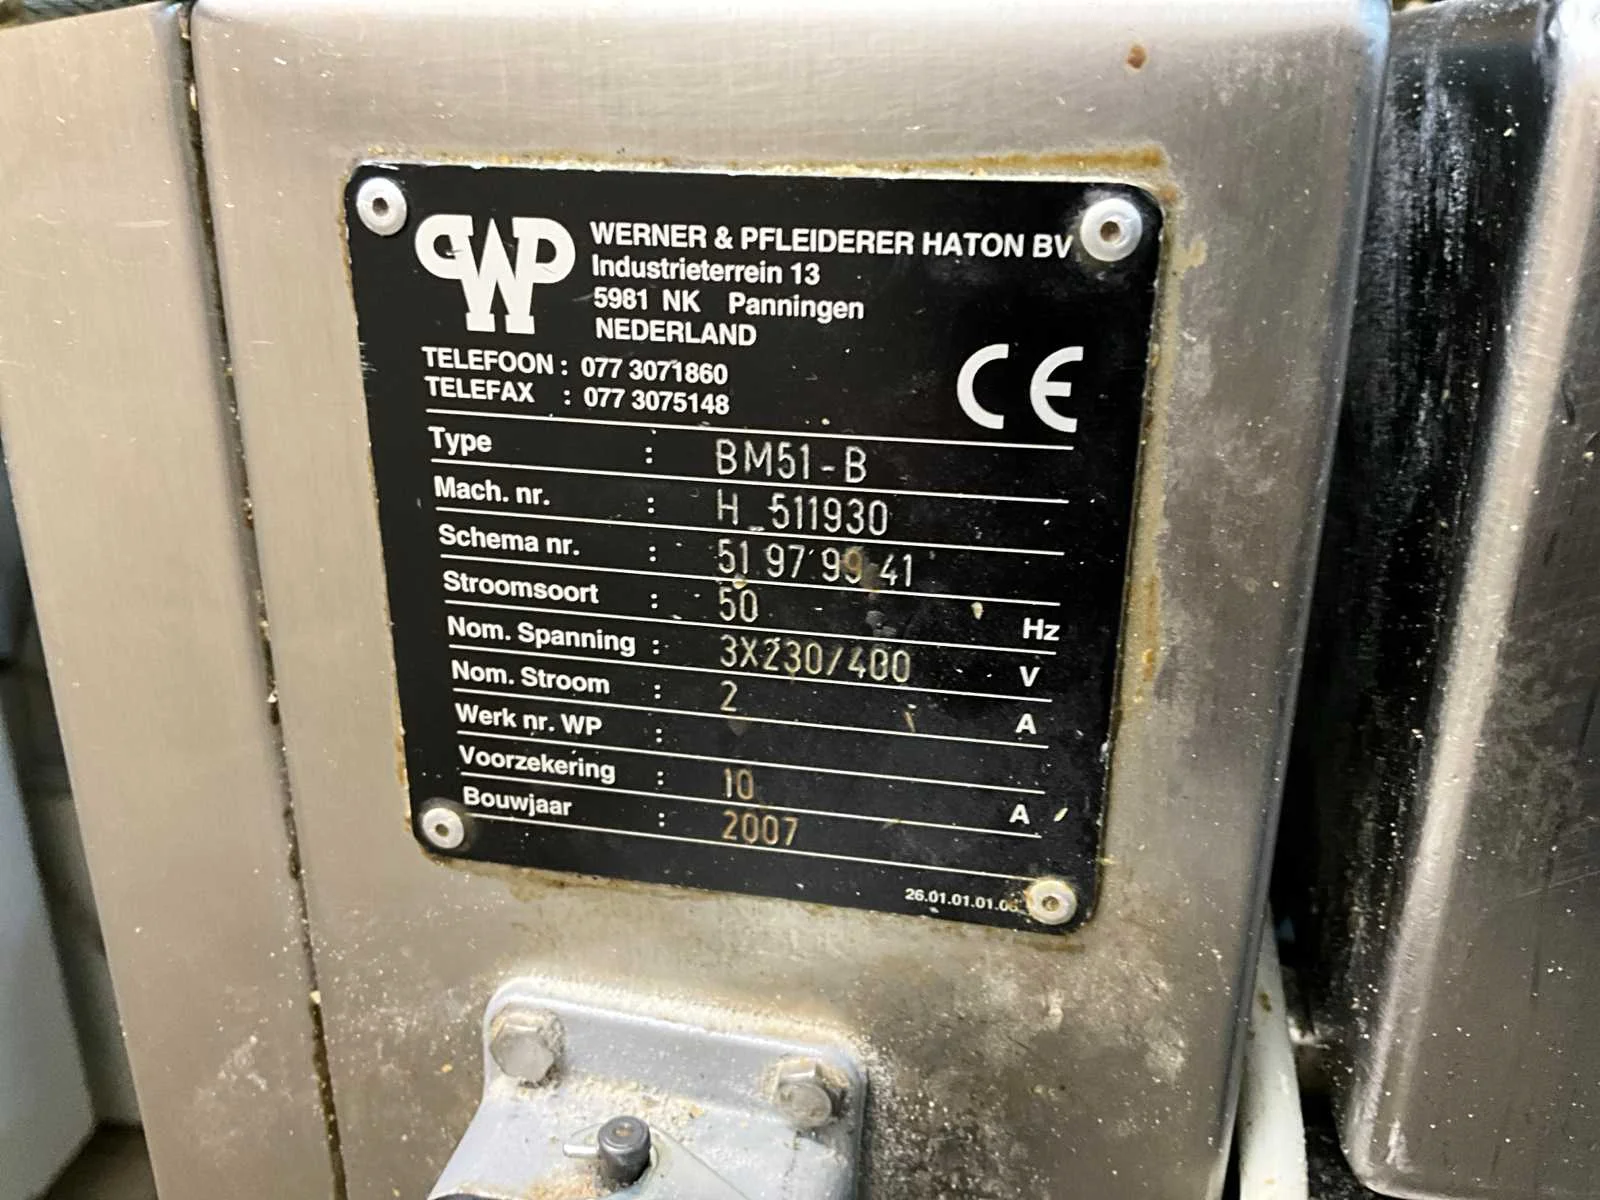 WP
WERNER & PFLEIDERER HATON BV
Industrieterrein 13
5981 NK Panningen
NEDERLAND
TELEFOON : 077 3071860
TELEFAX : 077 3075148
CE
Type : BM51-B
Mach. nr. : H_511930
Schema nr. : 51 97 99 41
Stroomsoort : 50 Hz
Nom. Spanning : 3X230/400 V
Nom. Stroom : 2 A
Werk nr. WP :
Voorzekering : 10 A
Bouwjaar : 2007